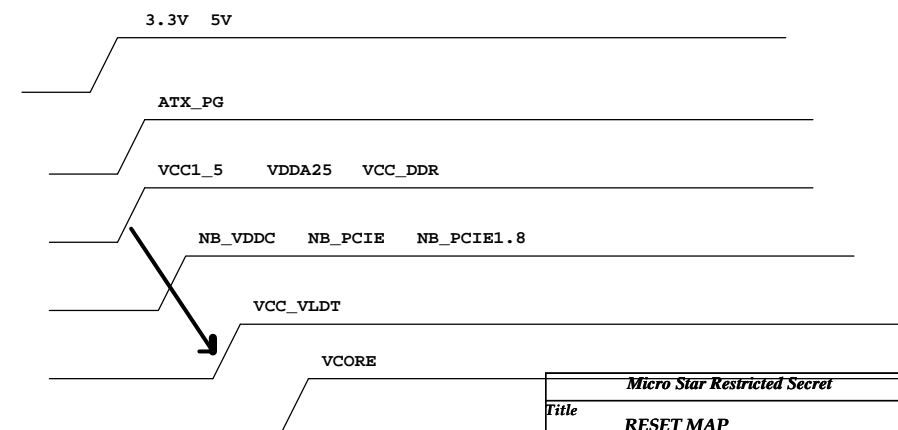 3.3V 5V
ATX_PG
VCC1_5 VDDA25 VCC_DDR
NB_VDDC NB_PCIE NB_PCIE1.8
VCC_VLDT
VCORE
Micro Star Restricted Secret
Title
RESET MAP